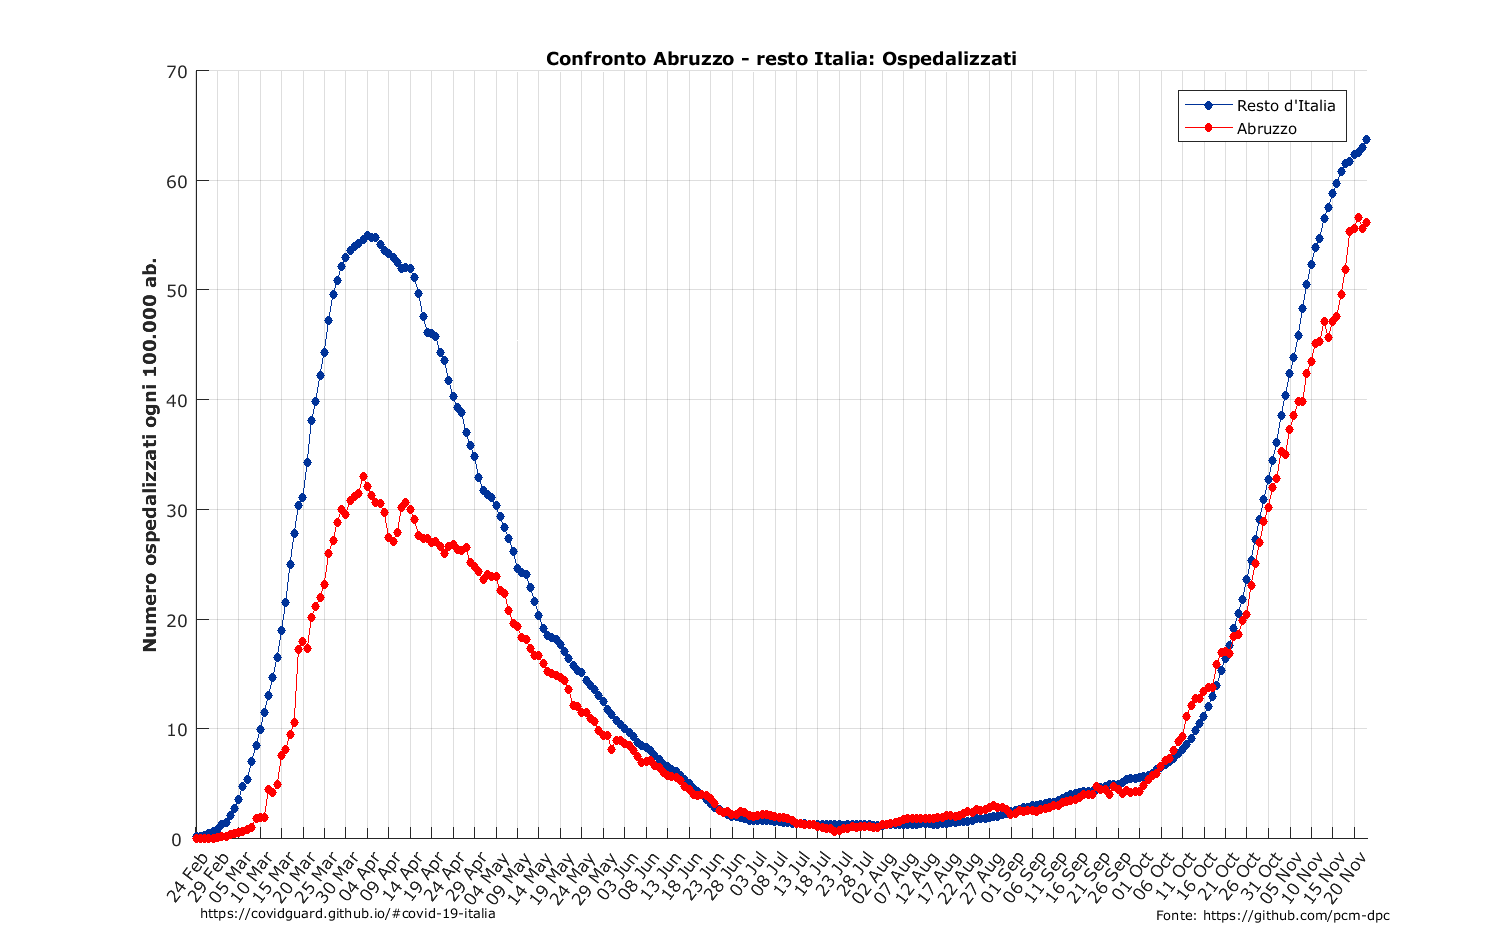 Confronto Abruzzo - resto Italia: Ospedalizzati
Resto d'Italia
Abruzzo
Numero ospedalizzati ogni 100.000 ab.
70
60
50
40
30
20
10
0
24 Feb
29 Feb
05 Mar
10 Mar
15 Mar
20 Mar
25 Mar
30 Mar
04 Apr
09 Apr
14 Apr
19 Apr
24 Apr
29 Apr
04 May
09 May
14 May
19 May
24 May
29 May
03 Jun
08 Jun
13 Jun
18 Jun
23 Jun
28 Jun
03 Jul
08 Jul
13 Jul
18 Jul
23 Jul
28 Jul
02 Aug
07 Aug
12 Aug
17 Aug
22 Aug
27 Aug
01 Sep
06 Sep
11 Sep
16 Sep
21 Sep
26 Sep
01 Oct
06 Oct
11 Oct
16 Oct
21 Oct
26 Oct
31 Oct
05 Nov
10 Nov
15 Nov
20 Nov
https://covidguard.github.io/#covid-19-italia
Fonte: https://github.com/pcm-dpc